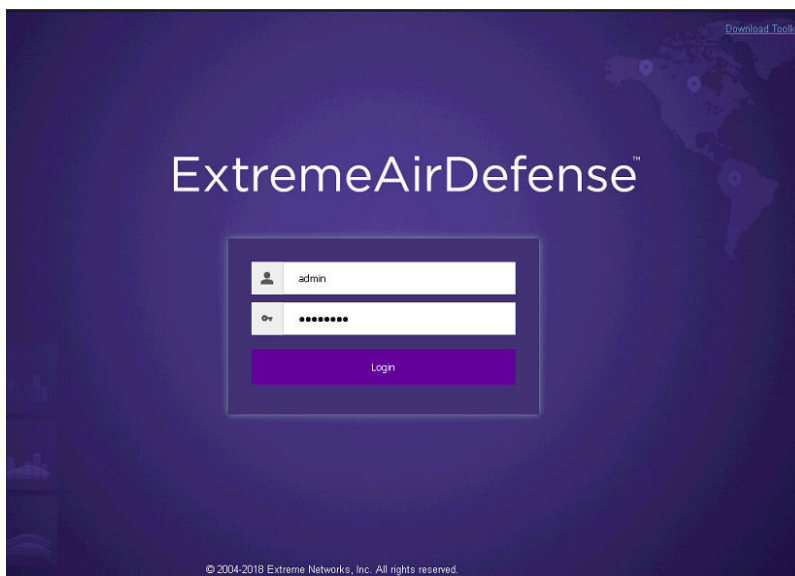 Download Toolk
ExtremeAirDefense™
admin
••••••••
Login
© 2004-2018 Extreme Networks, Inc. All rights reserved.